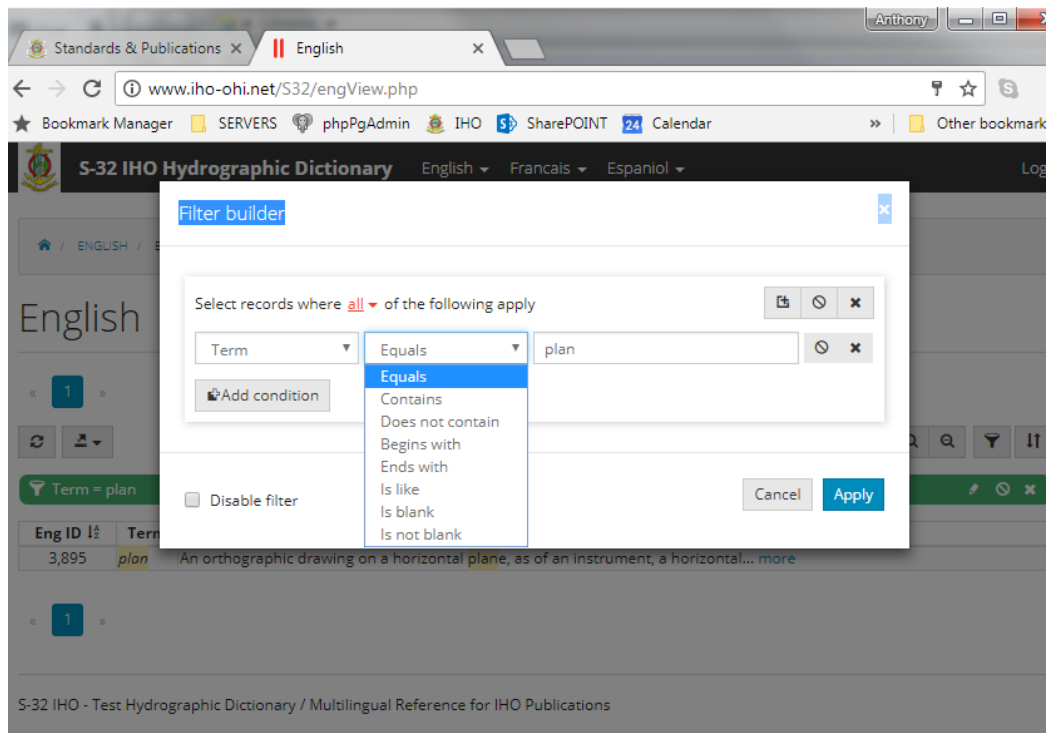 Anthony
Standards & Publications
English
www.iho-ohi.net/S32/engView.php
Bookmark Manager SERVERS phpPgAdmin IHO SharePOINT 24 Calendar » Other bookmark
S-32 IHO Hydrographic Dictionary English Francais Espaniol Log
Filter builder
/ ENGLISH / E
English
Select records where all of the following apply
Term Equals plan
Equals
Contains
Does not contain
Begins with
Ends with
Is like
Is blank
Is not blank
Add condition
« 1 »
Term = plan
Disable filter
Cancel Apply
Eng ID Term
3,895 plan An orthographic drawing on a horizontal plane, as of an instrument, a horizontal... more
« 1 »
S-32 IHO - Test Hydrographic Dictionary / Multilingual Reference for IHO Publications